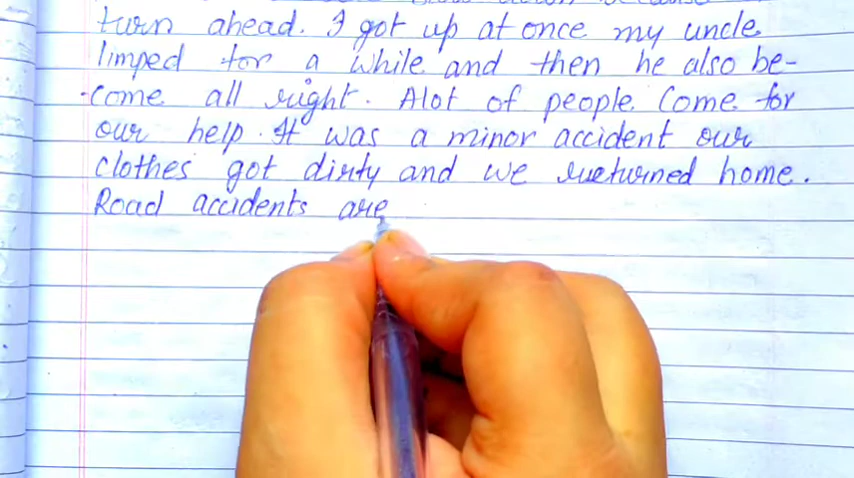 turn ahead. I got up at once my uncle
limped for a while and then he also be-
-come all right. Alot of people. Come for
our help. It was a minor accident our
clothes got dirty and we rueturined home.
Road accidents are